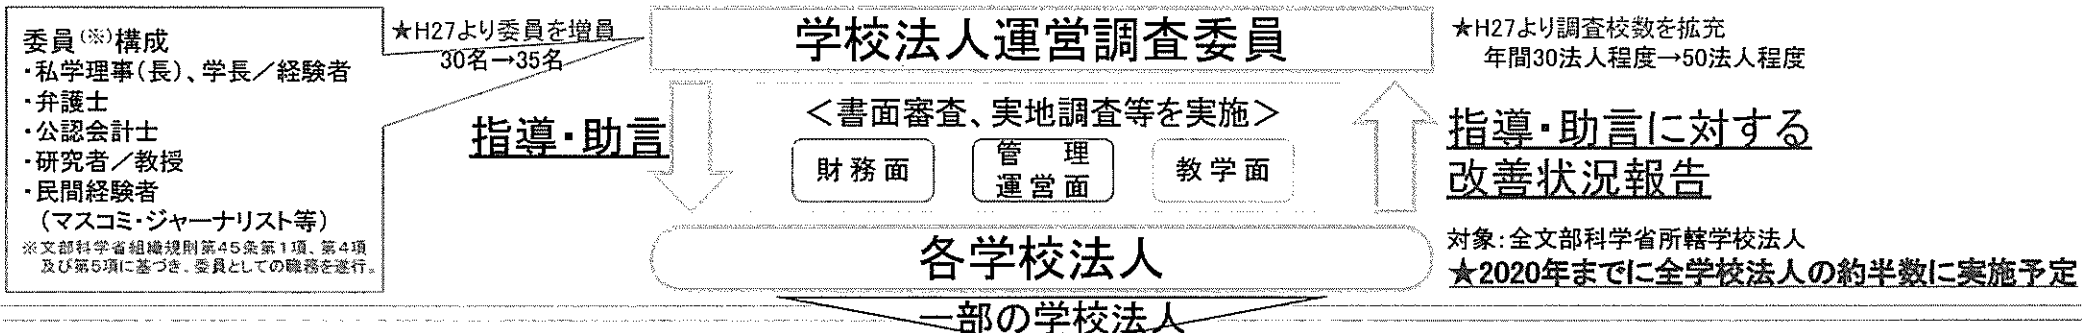 委員(※)構成
・私学理事(長)、学長／経験者
・弁護士
・公認会計士
・研究者／教授
・民間経験者
（マスコミ・ジャーナリスト等）
※文部科学省組織規則第45条第1項、第4項
及び第5項に基づき、委員としての職務を遂行。
★H27より委員を増員
30名→35名
学校法人運営調査委員
★H27より調査校数を拡充
年間30法人程度→50法人程度
指導・助言
＜書面審査、実地調査等を実施＞
財務面
管　理
運営面
教学面
指導・助言に対する
改善状況報告
各学校法人
対象：全文部科学省所轄学校法人
★2020年までに全学校法人の約半数に実施予定
一部の学校法人